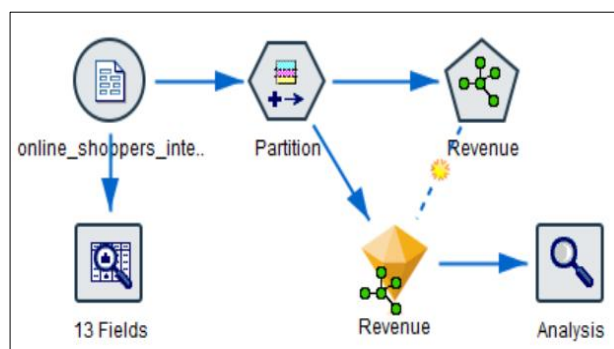 online_shoppers_inte..
Partition
Revenue
13 Fields
Revenue
Analysis